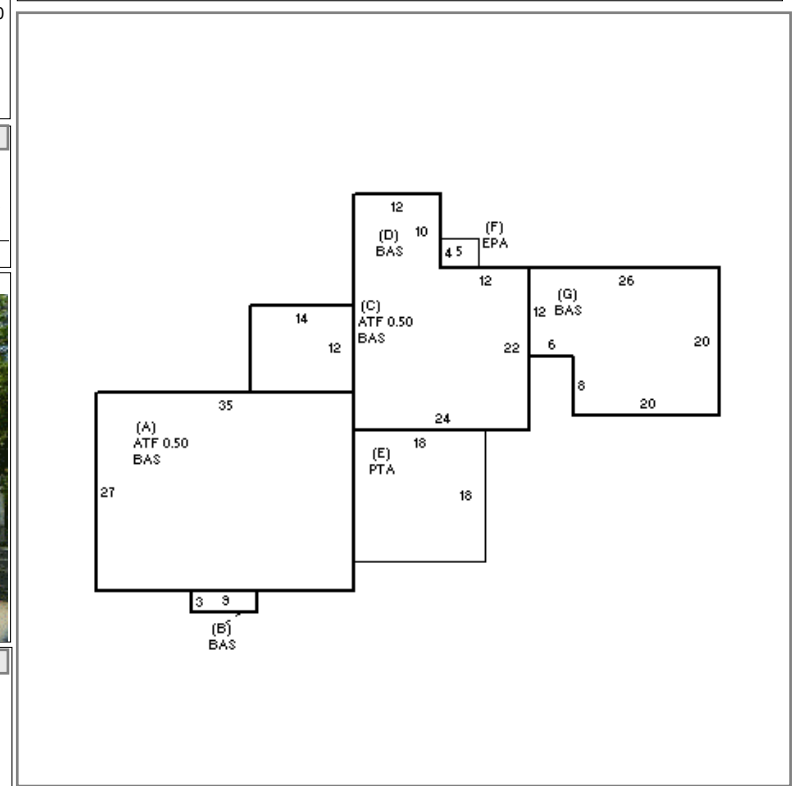 12
(D)
BAS
10
(F)
EPA
4 5
12
26
(G)
BAS
12
(C)
ATF 0.50
BAS
14
12
22
6
20
8
20
35
24
18
(A)
ATF 0.50
BAS
(E)
PTA
27
18
3 9
(B)
BAS